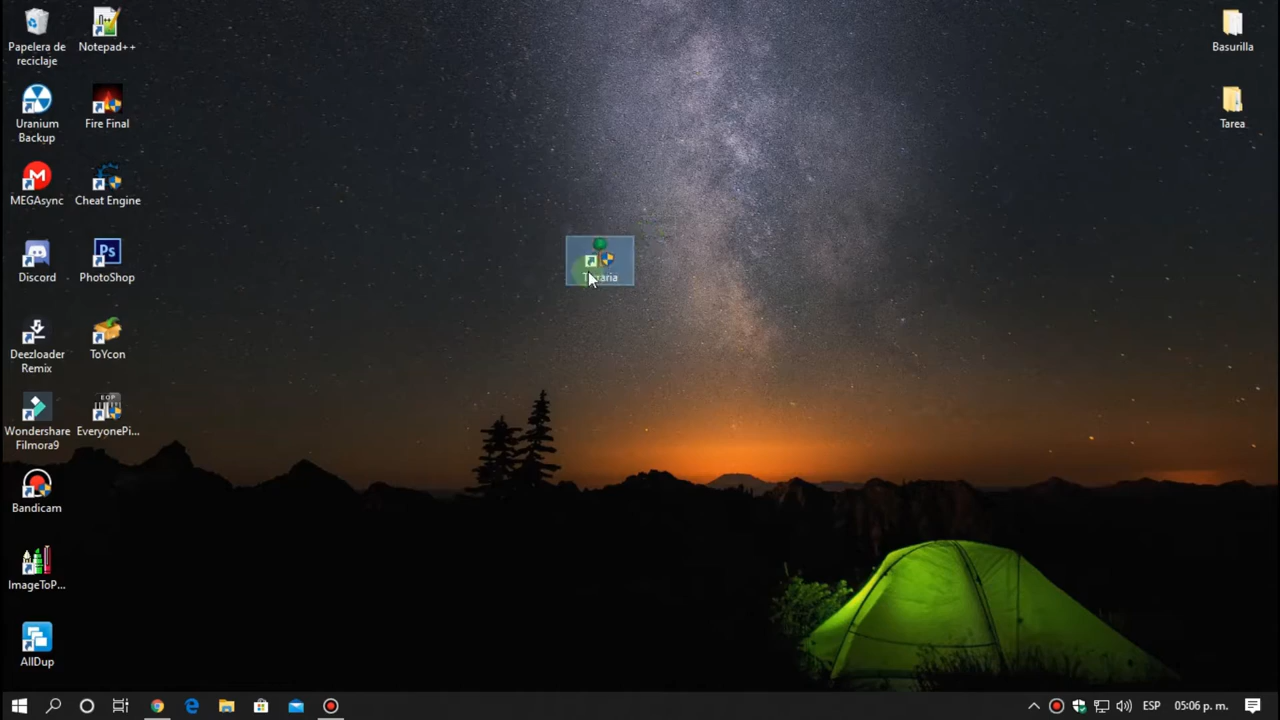 Papelera de
reciclaje
Notepad++
Uranium
Backup
Fire Final
MEGAsync
Cheat Engine
Discord
PhotoShop
Deezloader
Remix
ToYcon
Wondershare
Filmora9
EveryonePi...
Bandicam
ImageToP...
AllDup
Terraria
Basurilla
Tarea
ESP
05:06 p. m.